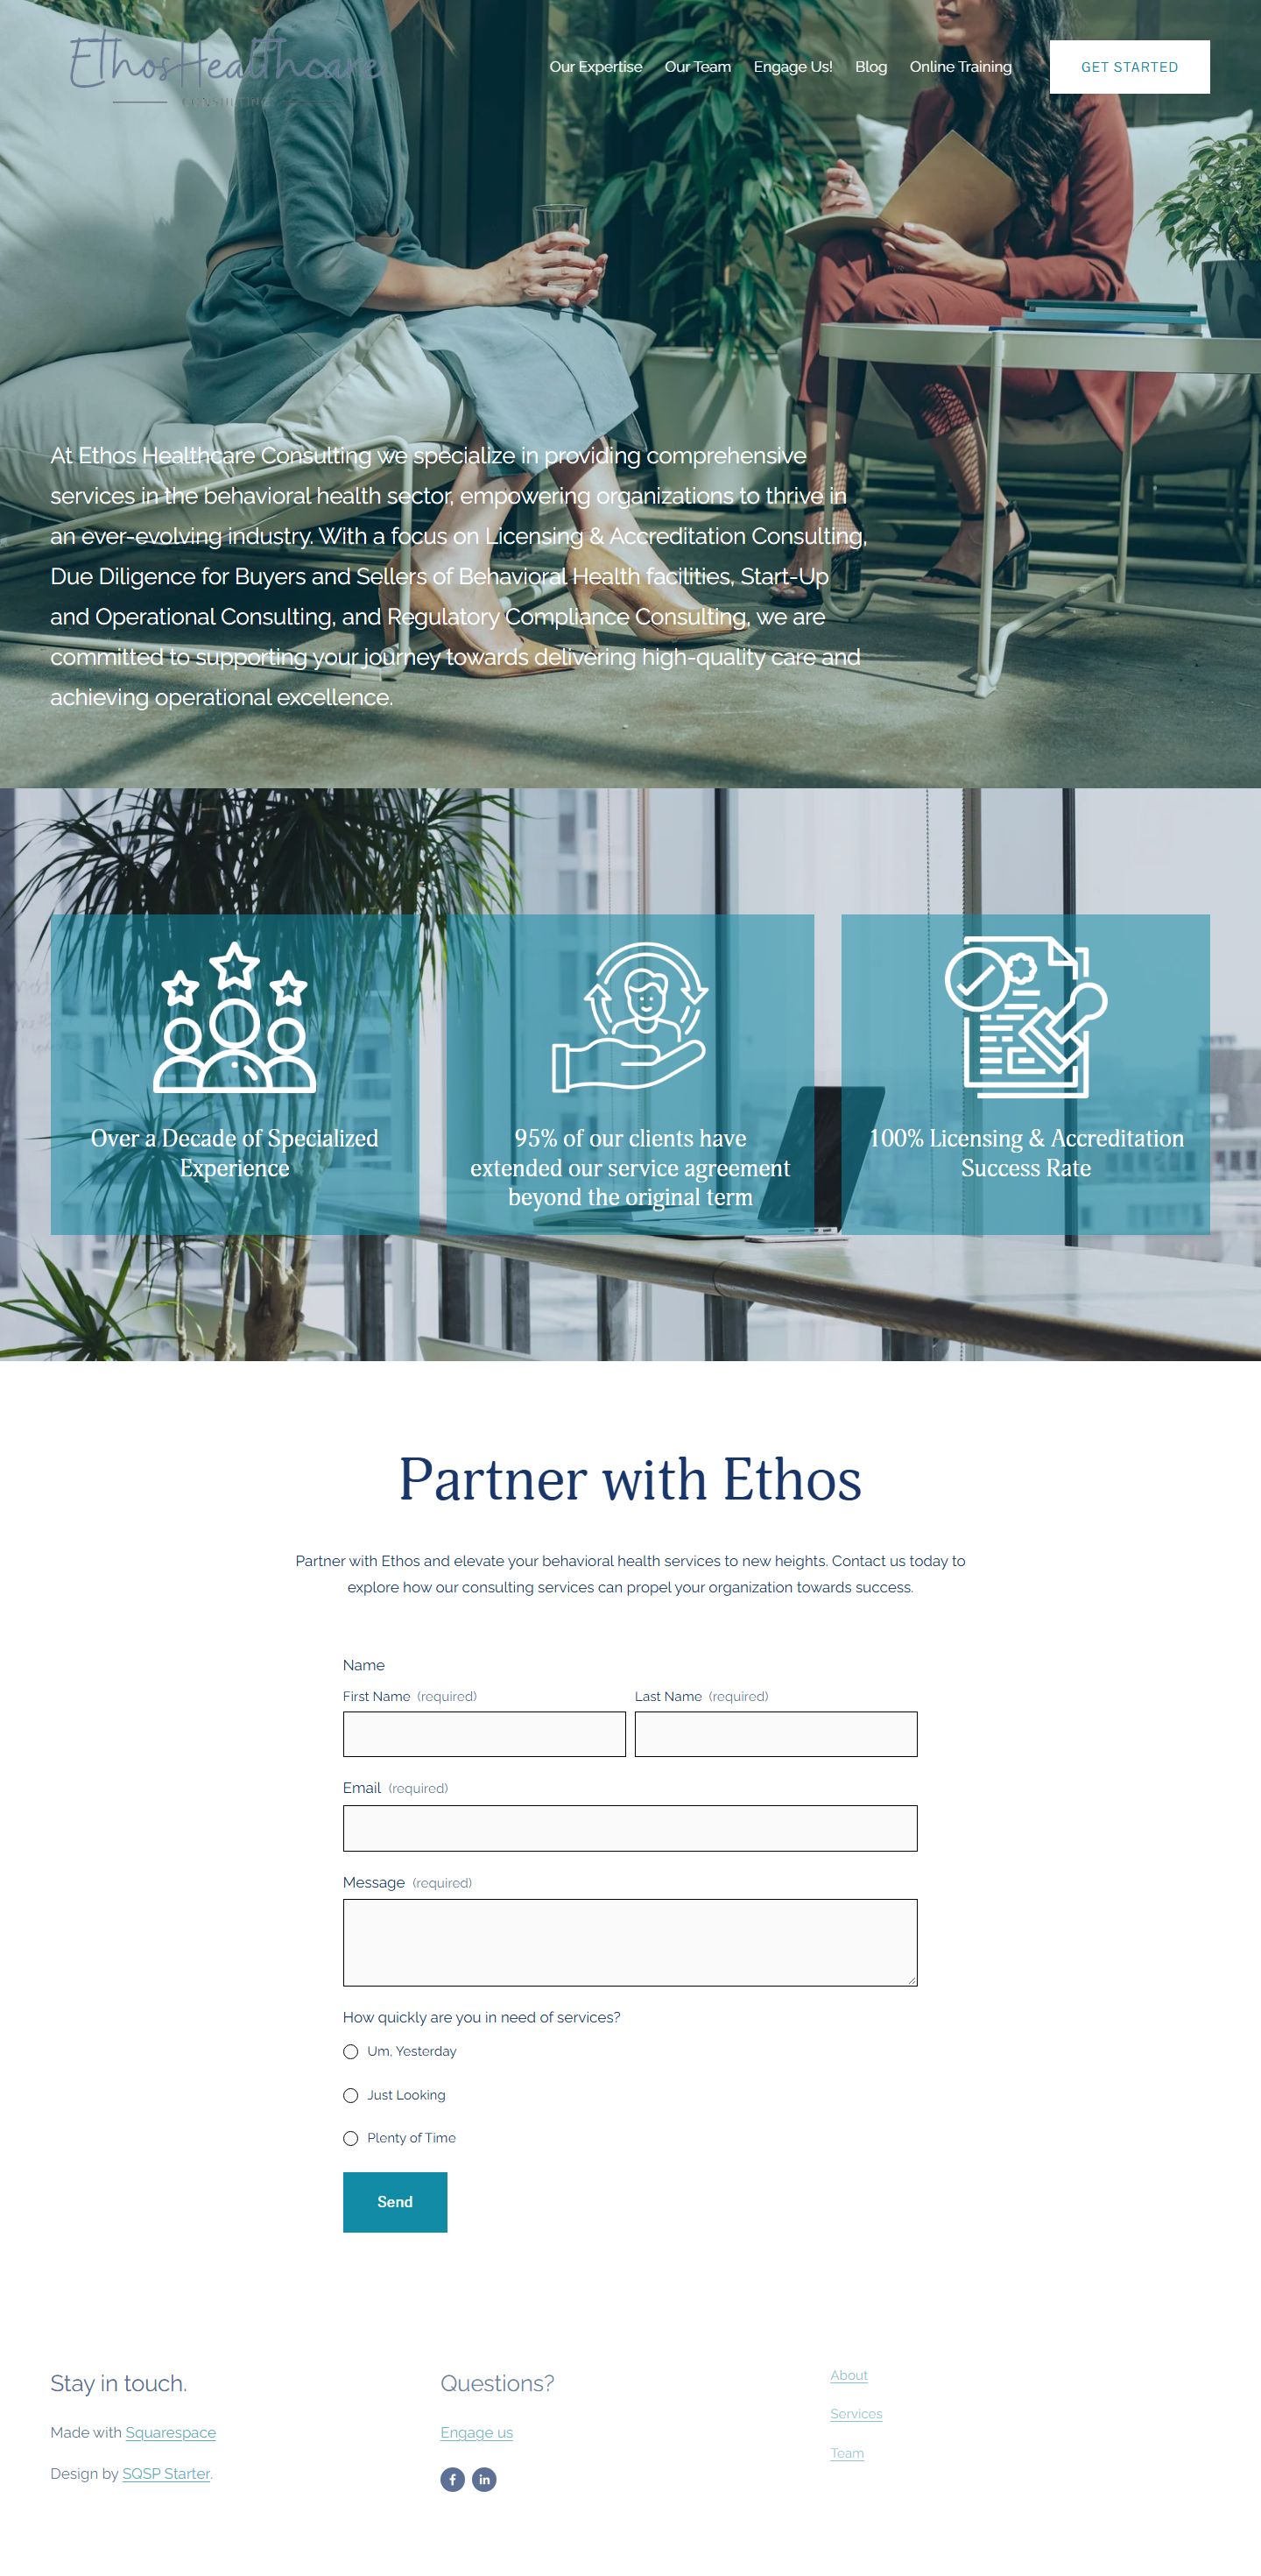 Ethos Healthcare
CONSULTING
Our Expertise
Our Team
Engage Us!
Blog
Online Training
GET STARTED
At Ethos Healthcare Consulting we specialize in providing comprehensive
services in the behavioral health sector, empowering organizations to thrive in
an ever-evolving industry. With a focus on Licensing & Accreditation Consulting,
Due Diligence for Buyers and Sellers of Behavioral Health facilities, Start-Up
and Operational Consulting, and Regulatory Compliance Consulting, we are
committed to supporting your journey towards delivering high-quality care and
achieving operational excellence.
Over a Decade of Specialized
Experience
95% of our clients have
extended our service agreement
beyond the original term
100% Licensing & Accreditation
Success Rate
Partner with Ethos
Partner with Ethos and elevate your behavioral health services to new heights. Contact us today to
explore how our consulting services can propel your organization towards success.
Name
First Name (required)
Last Name (required)
Email (required)
Message (required)
How quickly are you in need of services?
Um, Yesterday
Just Looking
Plenty of Time
Send
Stay in touch.
Made with Squarespace
Design by SQSP Starter.
Questions?
Engage us
About
Services
Team